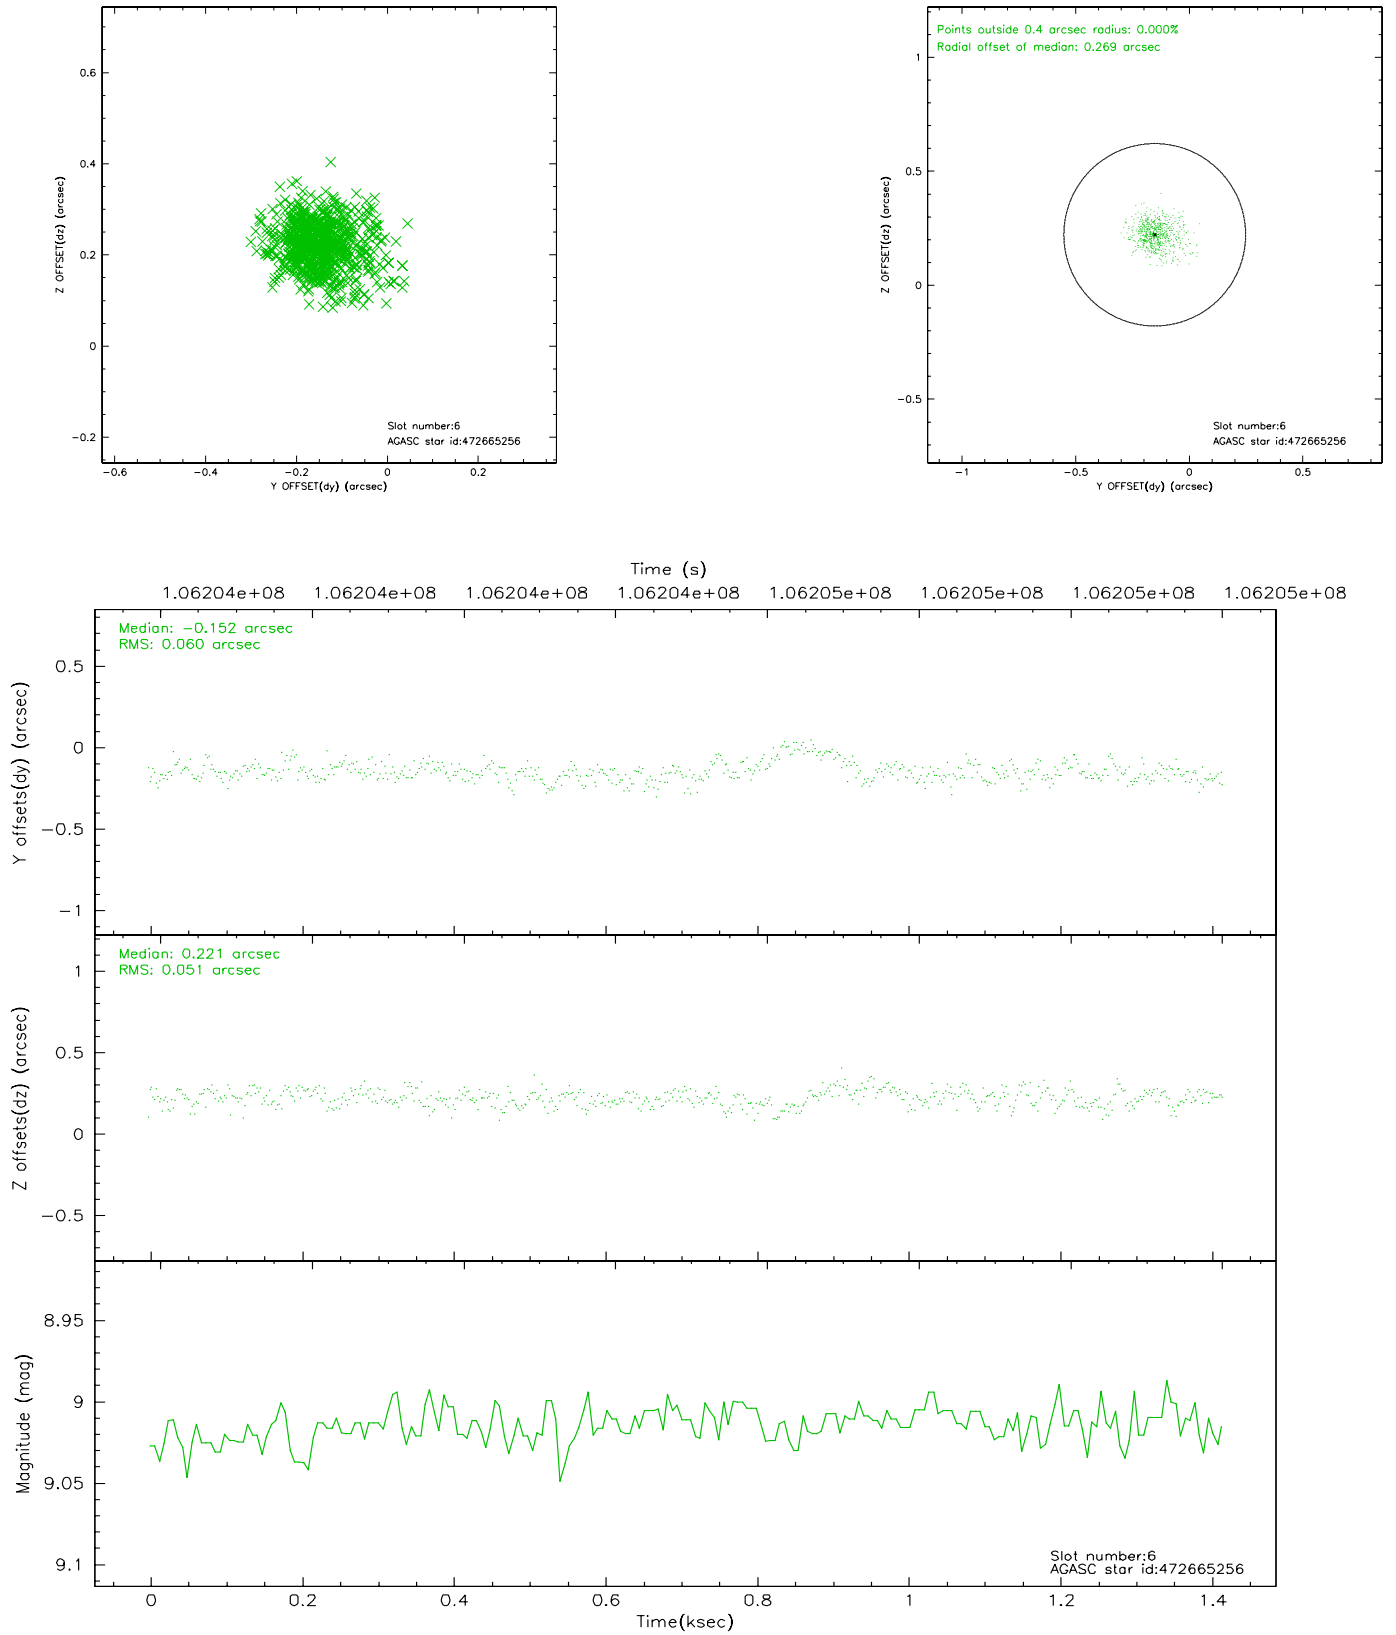 0.6
0.4
0.2
0
−0.2
Z OFFSET(dz) (arcsec)
Slot number:6
AGASC star id:472665256
−0.6 −0.4 −0.2 0 0.2
Y OFFSET(dy) (arcsec)
Points outside 0.4 arcsec radius: 0.000%
Radial offset of median: 0.269 arcsec
1
0.5
0
−0.5
Z OFFSET(dz) (arcsec)
Slot number:6
AGASC star id:472665256
−1 −0.5 0 0.5
Y OFFSET(dy) (arcsec)
Time (s)
1.06204e+08 1.06204e+08 1.06204e+08 1.06204e+08 1.06205e+08 1.06205e+08 1.06205e+08 1.06205e+08
Median: −0.152 arcsec
RMS: 0.060 arcsec
0.5
0
−0.5
−1
Y offsets(dy) (arcsec)
Median: 0.221 arcsec
RMS: 0.051 arcsec
1
0.5
0
−0.5
Z offsets(dz) (arcsec)
8.95
9
9.05
9.1
Magnitude (mag)
Slot number:6
AGASC star id:472665256
0 0.2 0.4 0.6 0.8 1 1.2 1.4
Time(ksec)